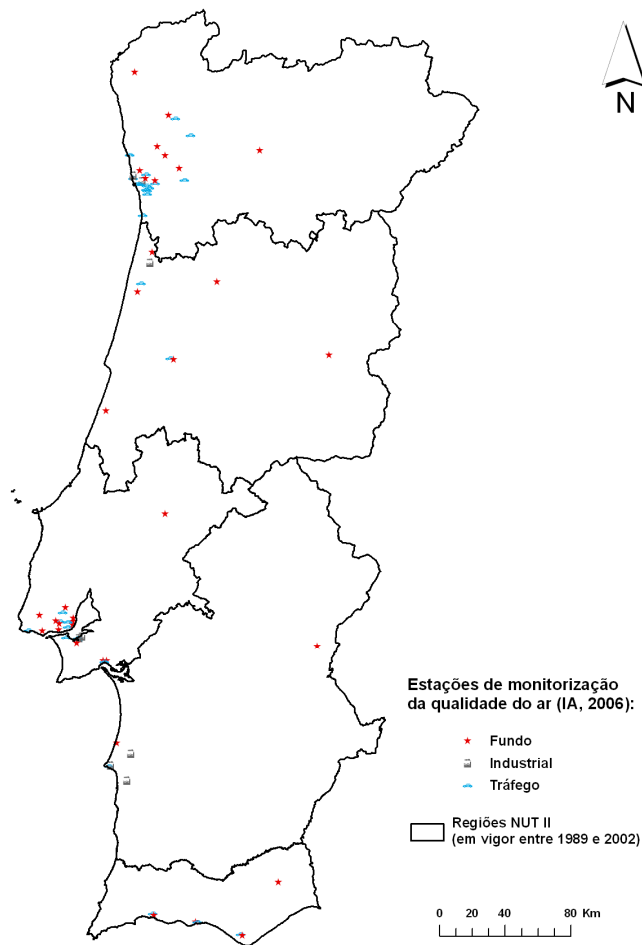 N
Estações de monitorização
da qualidade do ar (IA, 2006):
Fundo
Industrial
Tráfego
Regiões NUT II
(em vigor entre 1989 e 2002)
0 20 40 80 Km